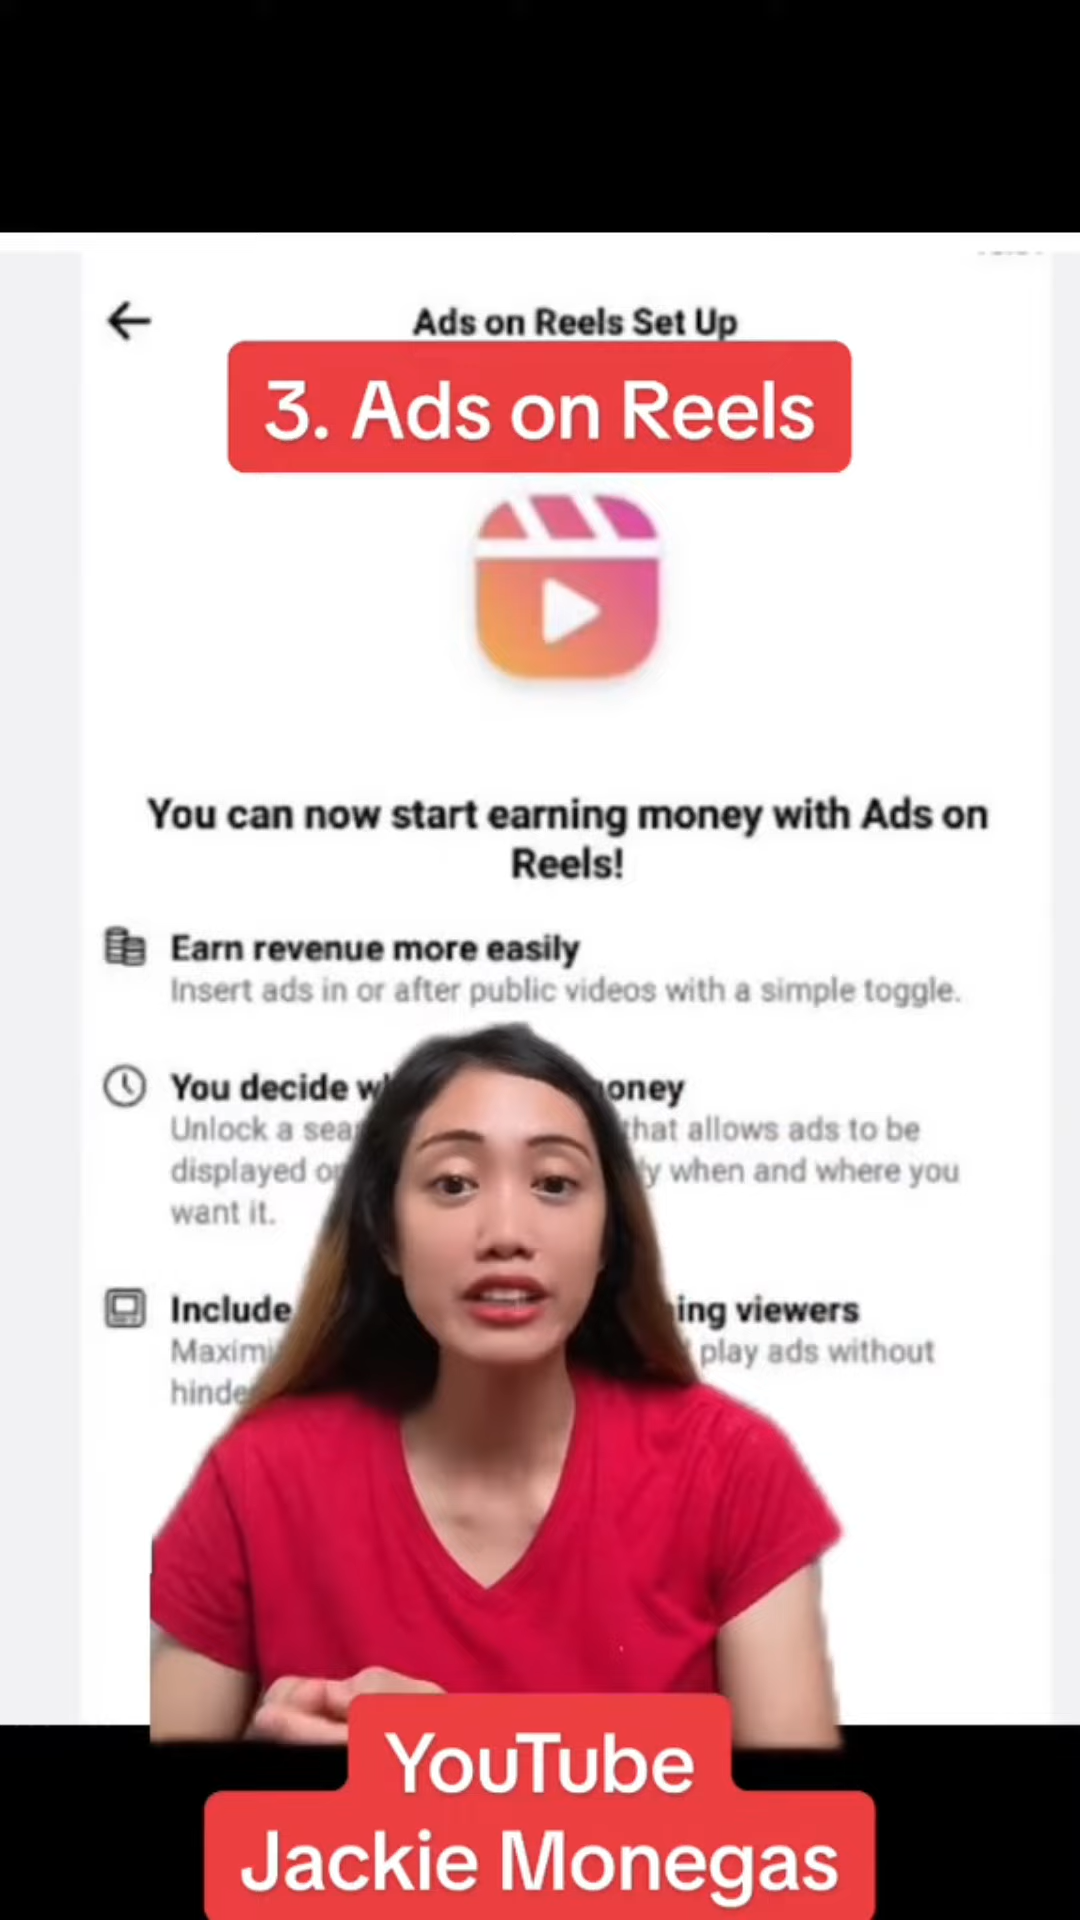 Ads on Reels Set Up
3. Ads on Reels
You can now start earning money with Ads on
Reels!
Earn revenue more easily
Insert ads in or after public videos with a simple toggle.
You decide oney
Unlock a that allows ads to be
displayed when and where you
want it.
Include ing viewers
play ads without
YouTube
Jackie Monegas